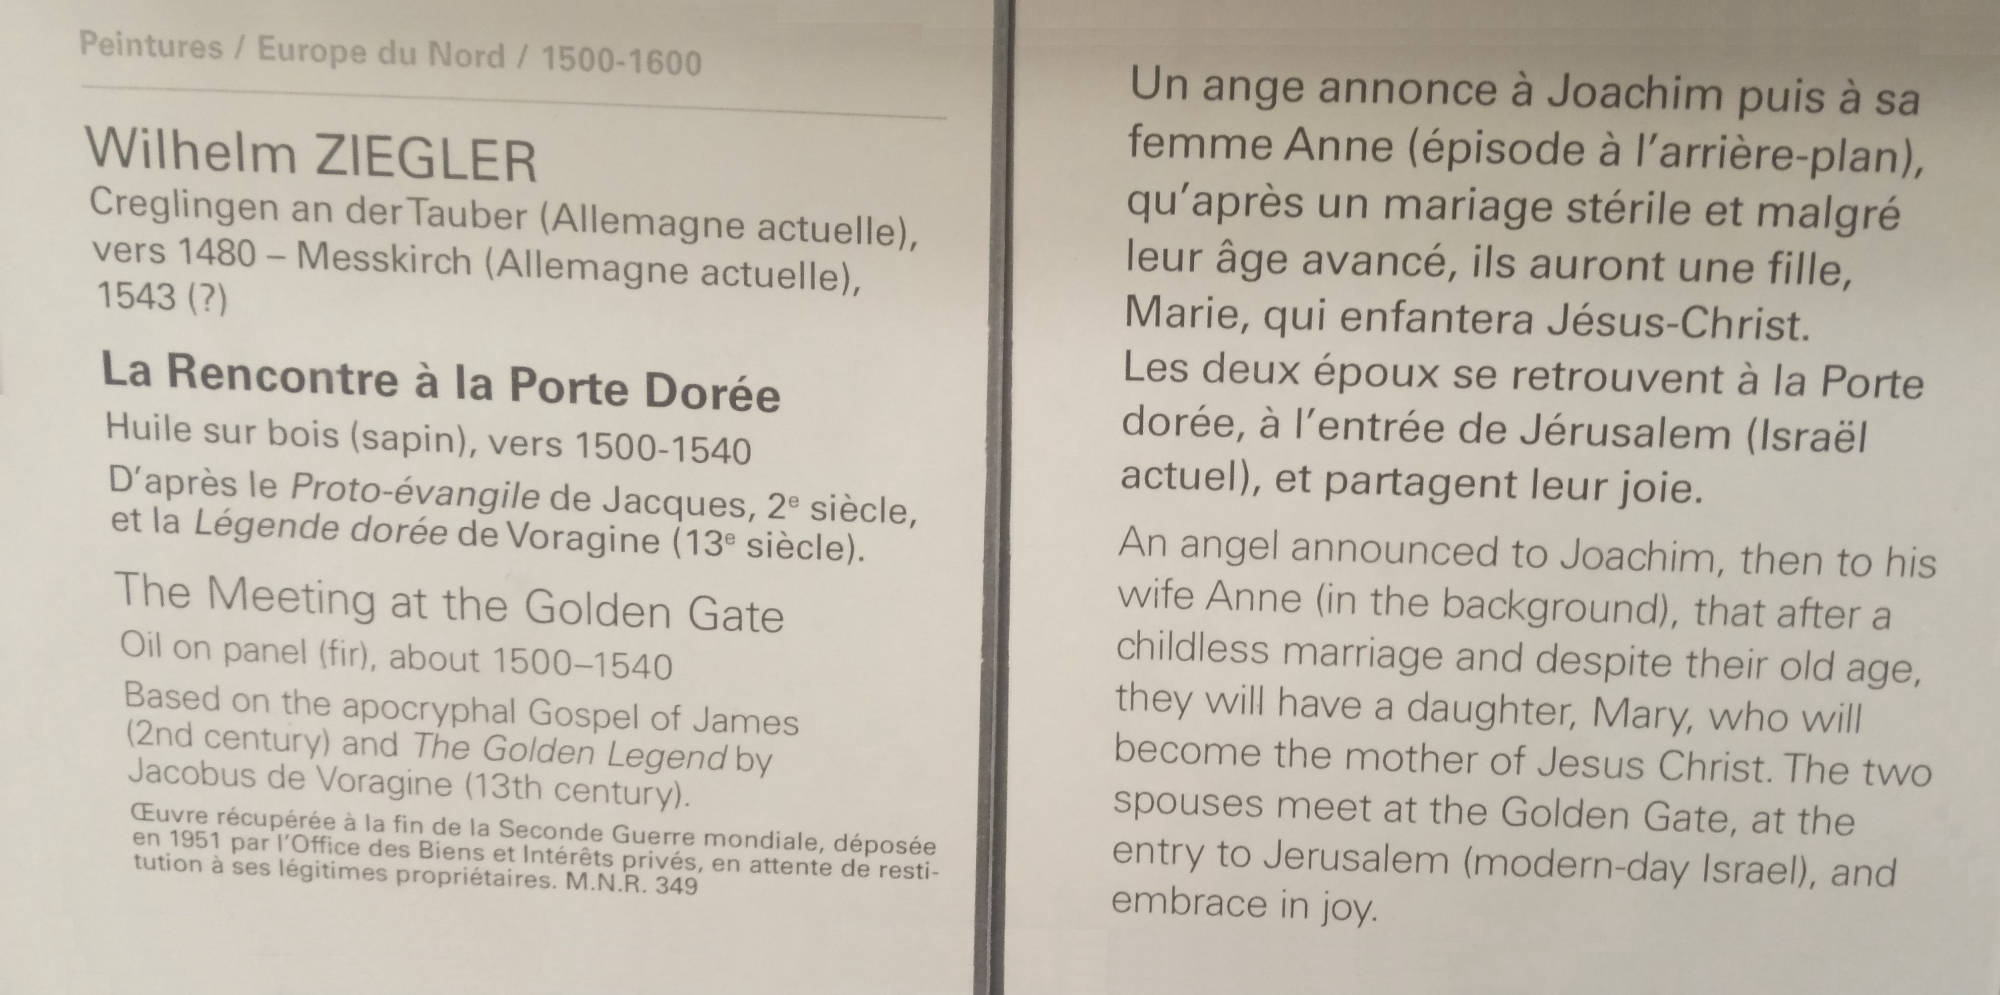 Peintures / Europe du Nord / 1500-1600
Wilhelm ZIEGLER
Creglingen an der Tauber (Allemagne actuelle),
vers 1480 – Messkirch (Allemagne actuelle),
1543 (?)
La Rencontre à la Porte Dorée
Huile sur bois (sapin), vers 1500-1540
D'après le Proto-évangile de Jacques, 2e siècle,
et la Légende dorée de Voragine (13e siècle).
The Meeting at the Golden Gate
Oil on panel (fir), about 1500–1540
Based on the apocryphal Gospel of James
(2nd century) and The Golden Legend by
Jacobus de Voragine (13th century).
Œuvre récupérée à la fin de la Seconde Guerre mondiale, déposée
en 1951 par l'Office des Biens et Intérêts privés, en attente de resti-
tution à ses légitimes propriétaires. M.N.R. 349
Un ange annonce à Joachim puis à sa
femme Anne (épisode à l'arrière-plan),
qu'après un mariage stérile et malgré
leur âge avancé, ils auront une fille,
Marie, qui enfantera Jésus-Christ.
Les deux époux se retrouvent à la Porte
dorée, à l'entrée de Jérusalem (Israël
actuel), et partagent leur joie.
An angel announced to Joachim, then to his
wife Anne (in the background), that after a
childless marriage and despite their old age,
they will have a daughter, Mary, who will
become the mother of Jesus Christ. The two
spouses meet at the Golden Gate, at the
entry to Jerusalem (modern-day Israel), and
embrace in joy.